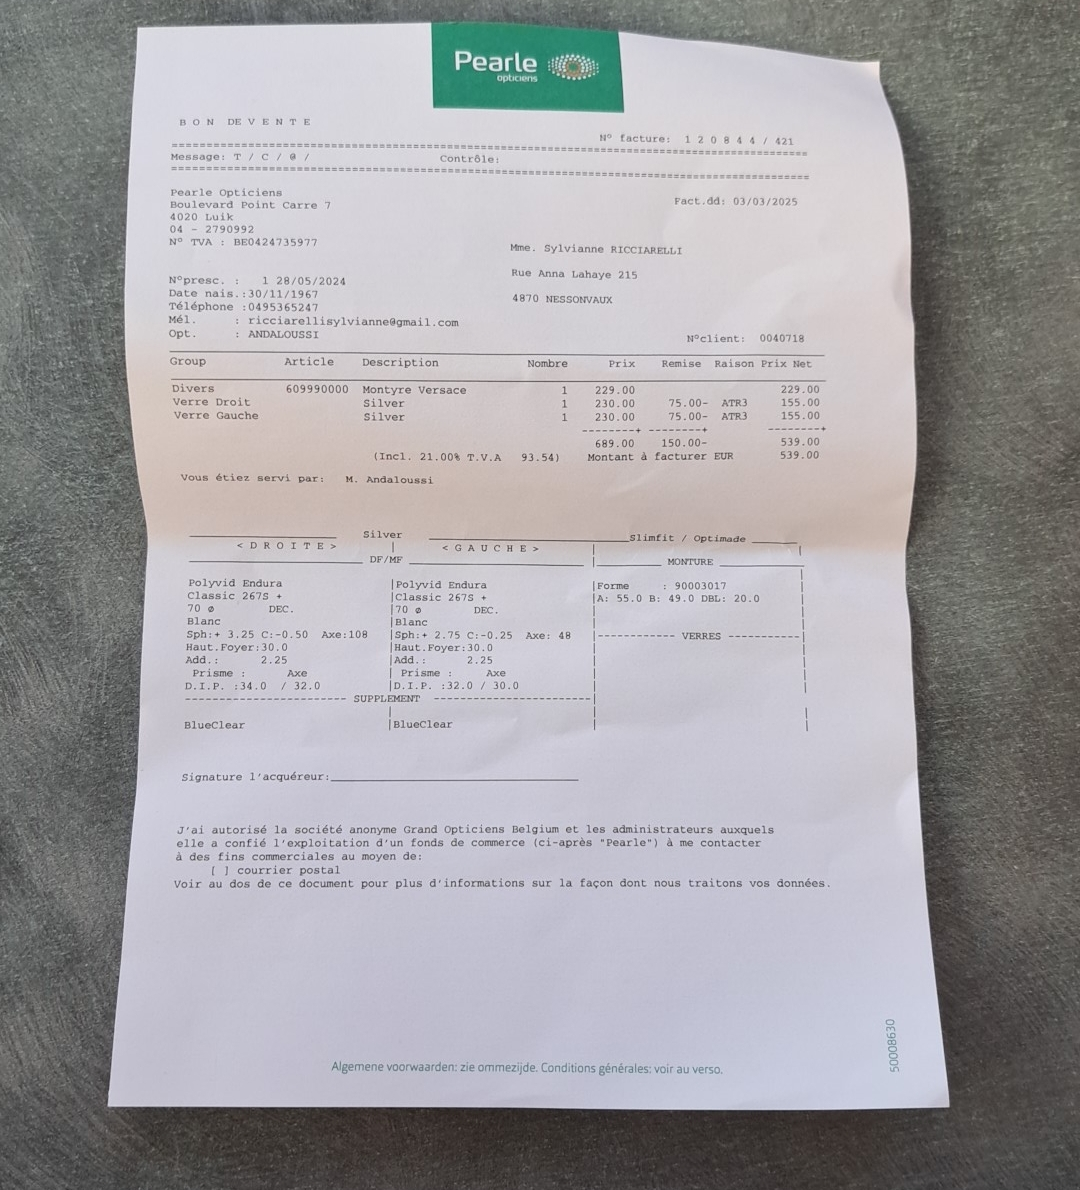 Pearle
opticiens
B O N DE V E N T E
N° facture: 1 2 0 8 4 4 / 421
Message: T / C / @ / Contrôle:
Pearle Opticiens
Boulevard Point Carre 7
4020 Luik
04 - 2790992
N° TVA : BE0424735977
Fact.dd: 03/03/2025
Mme. Sylvianne RICCIARELLI
Rue Anna Lahaye 215
4870 NESSONVAUX
N°presc. : 1 28/05/2024
Date nais.:30/11/1967
Téléphone :0495365247
Mél. : ricciarellisylvianne@gmail.com
Opt. : ANDALOUSSI
N°client: 0040718
Group Article Description Nombre Prix Remise Raison Prix Net
Divers 609990000 Montyre Versace 1 229.00 229.00
Verre Droit Silver 1 230.00 75.00- ATR3 155.00
Verre Gauche Silver 1 230.00 75.00- ATR3 155.00
--------+ --------+ --------+
689.00 150.00- 539.00
(Incl. 21.00% T.V.A 93.54) Montant à facturer EUR 539.00
Vous étiez servi par: M. Andaloussi
Silver Slimfit / Optimade
< D R O I T E > | < G A U C H E >
DF/MF MONTURE
Polyvid Endura |Polyvid Endura |Forme : 90003017
Classic 267S + |Classic 267S + |A: 55.0 B: 49.0 DBL: 20.0
70 ø DEC. |70 ø DEC.
Blanc |Blanc
Sph:+ 3.25 C:-0.50 Axe:108 |Sph:+ 2.75 C:-0.25 Axe: 48 |----------- VERRES -----------|
Haut.Foyer:30.0 |Haut.Foyer:30.0
Add.: 2.25 |Add.: 2.25
Prisme : Axe | Prisme : Axe
D.I.P. :34.0 / 32.0 |D.I.P. :32.0 / 30.0
----------------------- SUPPLEMENT -----------------------|
BlueClear |BlueClear
Signature l'acquéreur:
J'ai autorisé la société anonyme Grand Opticiens Belgium et les administrateurs auxquels
elle a confié l'exploitation d'un fonds de commerce (ci-après "Pearle") à me contacter
à des fins commerciales au moyen de:
[ ] courrier postal
Voir au dos de ce document pour plus d'informations sur la façon dont nous traitons vos données.
50008630
Algemene voorwaarden: zie ommezijde. Conditions générales: voir au verso.